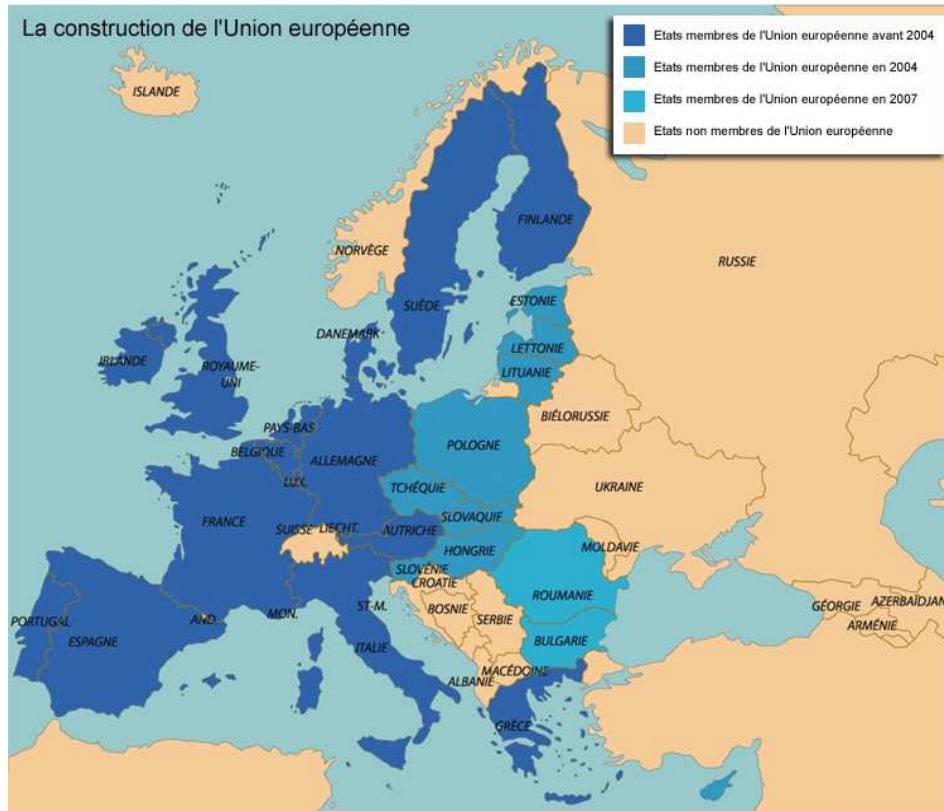 La construction de l'Union européenne
Etats membres de l'Union européenne avant 2004
Etats membres de l'Union européenne en 2004
Etats membres de l'Union européenne en 2007
Etats non membres de l'Union européenne
ISLANDE
FINLANDE
NORVÈGE
RUSSIE
SUÈDE
ESTONIE
DANEMARK
LETTONIE
IRLANDE
ROYAUME-
UNI
LITUANIE
BIÉLORUSSIE
PAYS-BAS
POLOGNE
BELGIQUE
ALLEMAGNE
LUX.
TCHÉQUIE
UKRAINE
FRANCE
SLOVAQUIE
SUISSE
LIECHT.
AUTRICHE
HONGRIE
MOLDAVIE
SLOVÉNIE
CROATIE
ROUMANIE
PORTUGAL
ESPAGNE
AND.
MON.
ST-M.
BOSNIE
SERBIE
GÉORGIE
AZERBAÏDJAN
ARMÉNIE
ITALIE
BULGARIE
MACÉDOINE
ALBANIE
GRÈCE